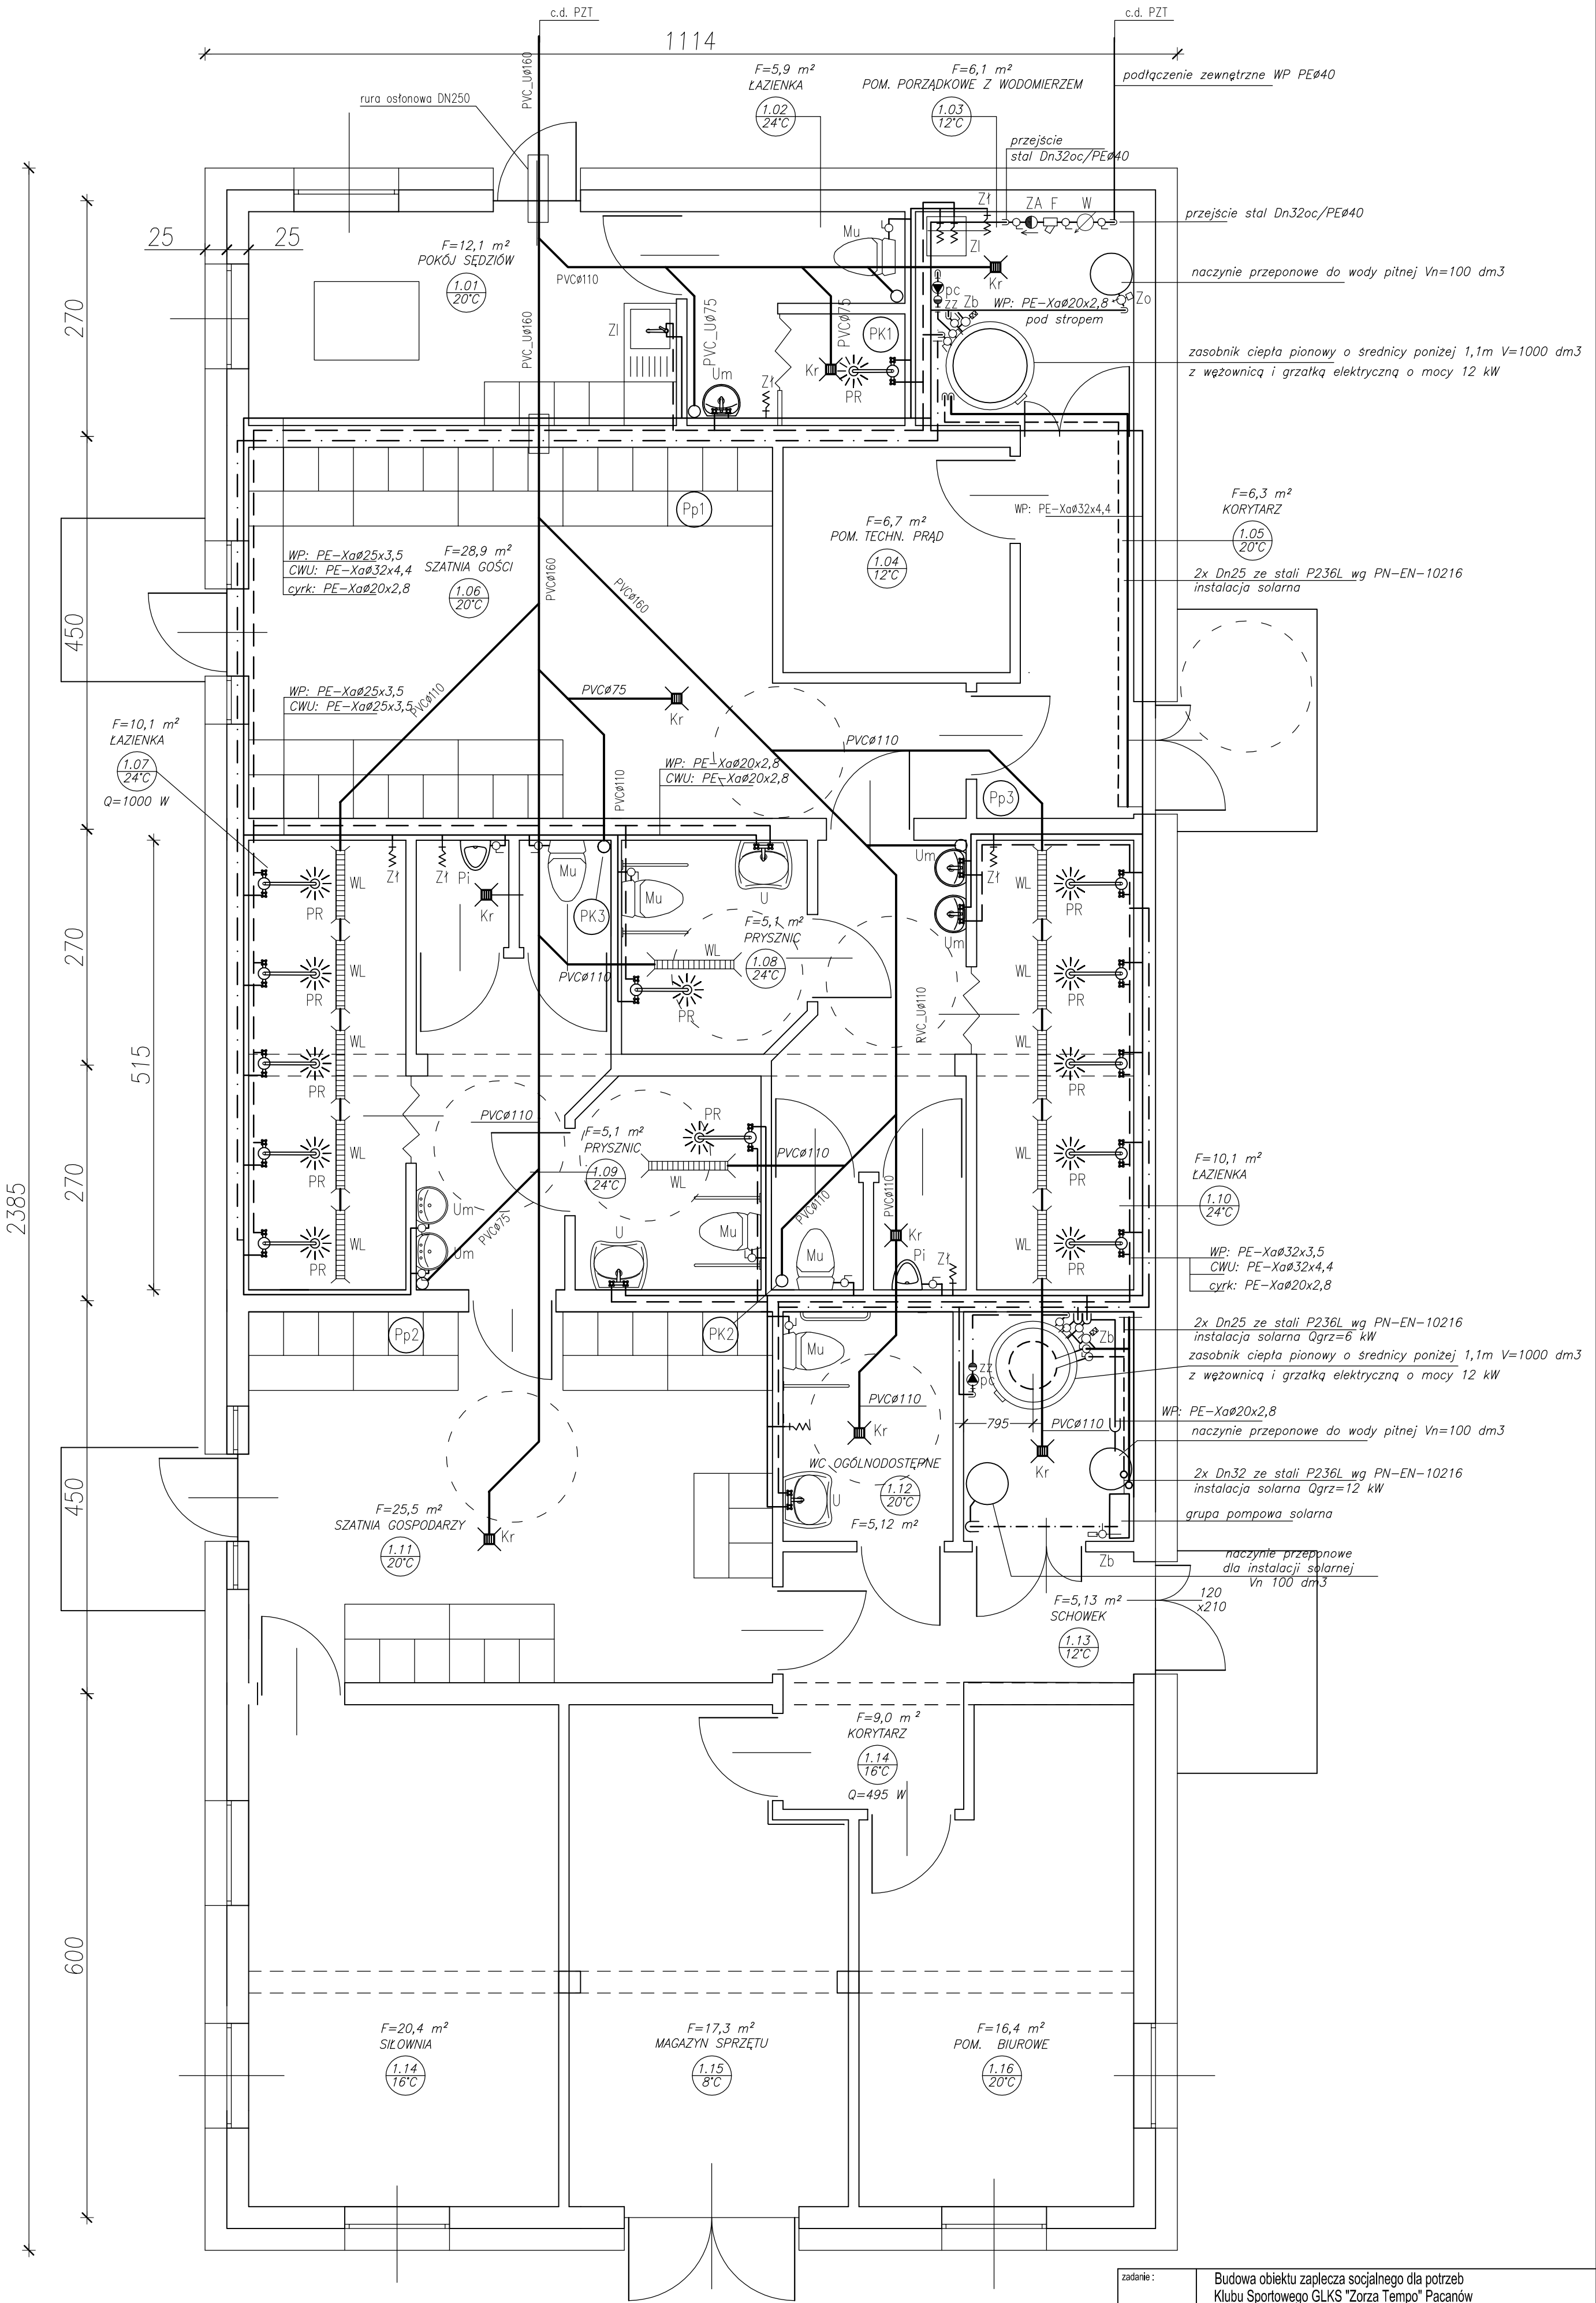 c.d. PZT
c.d. PZT
1114
PVC_UØ160
F=5,9 m²
ŁAZIENKA
1.02
24°C
F=6,1 m²
POM. PORZĄDKOWE Z WODOMIERZEM
1.03
12°C
podłączenie zewnętrzne WP PEØ40
rura osłonowa DN250
przejście
stal Dn32oc/PEØ40
Zł
ZA
F
W
przejście stal Dn32oc/PEØ40
25
25
F=12,1 m²
POKÓJ SĘDZIÓW
1.01
20°C
Mu
Zl
Kr
PVCØ110
naczynie przeponowe do wody pitnej Vn=100 dm3
270
PVC_UØ160
Zl
PVC_UØ75
PVCØ75
PK1
pc
zz
Zb
WP: PE-XaØ20x2,8
pod stropem
Zo
zasobnik ciepła pionowy o średnicy poniżej 1,1m V=1000 dm3
z wężownicą i grzałką elektryczną o mocy 12 kW
Um
Zł
Kr
PR
Pp1
F=6,7 m²
POM. TECHN. PRĄD
1.04
12°C
WP: PE-XaØ32x4,4
F=6,3 m²
KORYTARZ
1.05
20°C
WP: PE-XaØ25x3,5
CWU: PE-XaØ32x4,4
cyrk: PE-XaØ20x2,8
F=28,9 m²
SZATNIA GOŚCI
1.06
20°C
PVCØ160
PVCØ160
2x Dn25 ze stali P236L wg PN-EN-10216
instalacja solarna
450
WP: PE-XaØ25x3,5
CWU: PE-XaØ25x3,5
PVCØ110
PVCØ75
Kr
F=10,1 m²
ŁAZIENKA
1.07
24°C
Q=1000 W
PVCØ110
WP: PE-XaØ20x2,8
CWU: PE-XaØ20x2,8
PVCØ110
Pp3
WL
PR
Zł
Zł
Pi
Kr
Mu
PK3
Mu
U
Um
Um
Zł
WL
PR
270
F=5,1 m²
PRYSZNIC
1.08
24°C
WL
PR
PVCØ110
WL
PR
WL
PR
RVC_UØ110
515
WL
PR
WL
PR
PVCØ110
F=5,1 m²
PRYSZNIC
1.09
24°C
PR
WL
PVCØ110
PVCØ110
PVCØ110
WL
PR
WL
PR
F=10,1 m²
ŁAZIENKA
1.10
24°C
270
2385
Um
Um
PVCØ75
U
Mu
Mu
Kr
Pi
Zł
WL
PR
WL
PR
WP: PE-XaØ32x3,5
CWU: PE-XaØ32x4,4
cyrk: PE-XaØ20x2,8
Pp2
PK2
Mu
zz
pc
Zb
2x Dn25 ze stali P236L wg PN-EN-10216
instalacja solarna Qgrz=6 kW
zasobnik ciepła pionowy o średnicy poniżej 1,1m V=1000 dm3
z wężownicą i grzałką elektryczną o mocy 12 kW
PVCØ110
Kr
795
PVCØ110
Kr
WP: PE-XaØ20x2,8
naczynie przeponowe do wody pitnej Vn=100 dm3
WC OGÓLNODOSTĘPNE
1.12
20°C
F=5,12 m²
U
2x Dn32 ze stali P236L wg PN-EN-10216
instalacja solarna Qgrz=12 kW
grupa pompowa solarna
450
F=25,5 m²
SZATNIA GOSPODARZY
1.11
20°C
Kr
Zb
naczynie przeponowe
dla instalacji solarnej
Vn 100 dm3
F=5,13 m²
SCHOWEK
1.13
12°C
120
x210
F=9,0 m²
KORYTARZ
1.14
16°C
Q=495 W
600
F=20,4 m²
SIŁOWNIA
1.14
16°C
F=17,3 m²
MAGAZYN SPRZĘTU
1.15
8°C
F=16,4 m²
POM. BIUROWE
1.16
20°C
zadanie :
Budowa obiektu zaplecza socjalnego dla potrzeb
Klubu Sportowego GLKS "Zorza Tempo" Pacanów